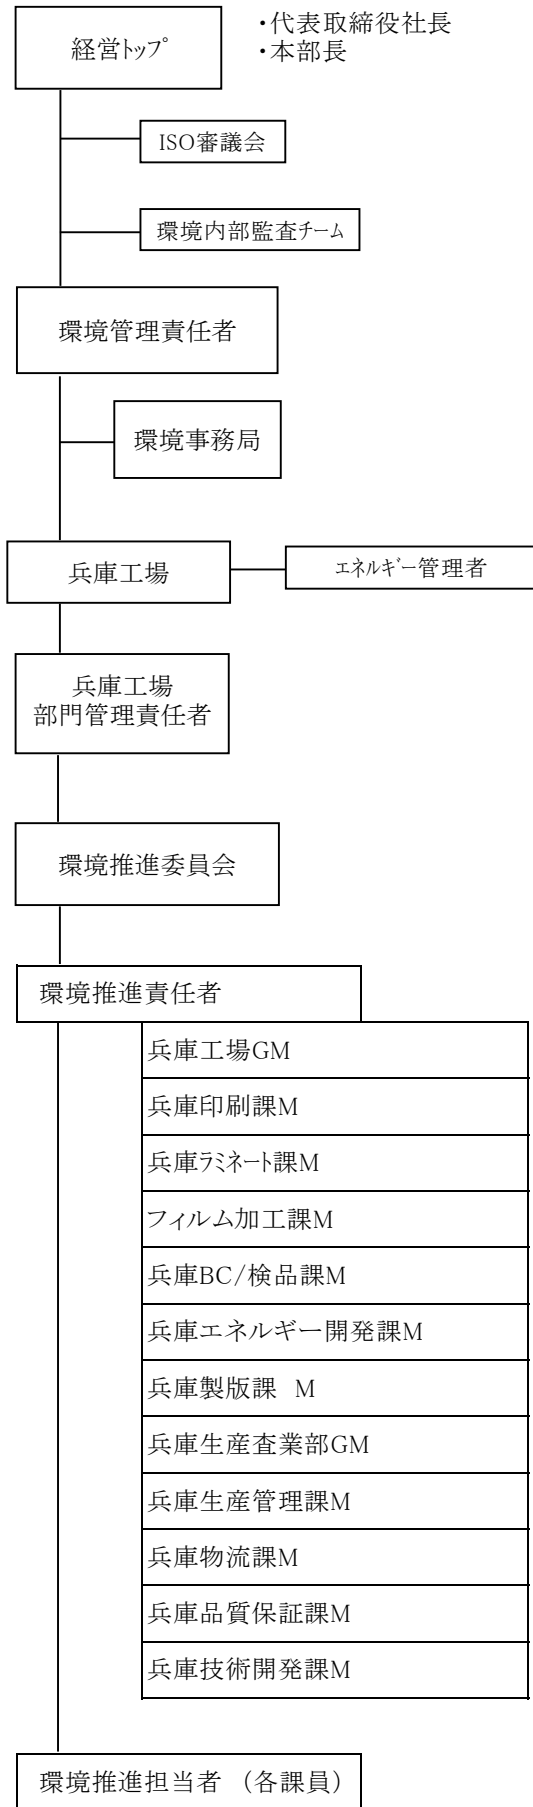 経営トップ
・代表取締役社長
・本部長
ISO審議会
環境内部監査チーム
環境管理責任者
環境事務局
兵庫工場
エネルギー管理者
兵庫工場
部門管理責任者
環境推進委員会
環境推進責任者
兵庫工場GM
兵庫印刷課M
兵庫ラミネート課M
フィルム加工課M
兵庫BC/検品課M
兵庫エネルギー開発課M
兵庫製版課 M
兵庫生産査業部GM
兵庫生産管理課M
兵庫物流課M
兵庫品質保証課M
兵庫技術開発課M
環境推進担当者 (各課員)